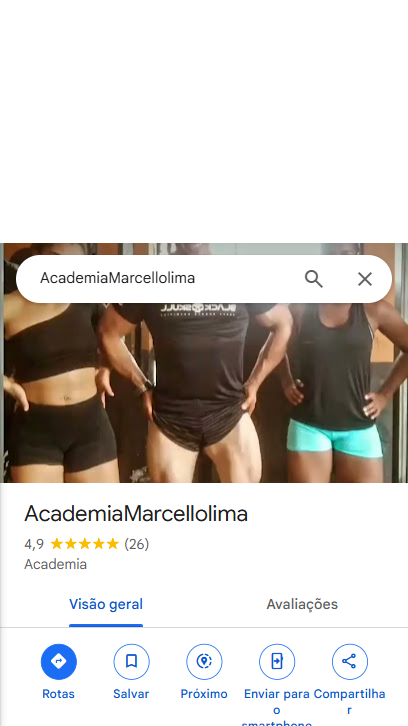 AcademiaMarcellolima
BLACK SKULL
AcademiaMarcellolima
4,9 (26)
Academia
Visão geral Avaliações
Rotas Salvar Próximo Enviar para o smartphone Compartilhar